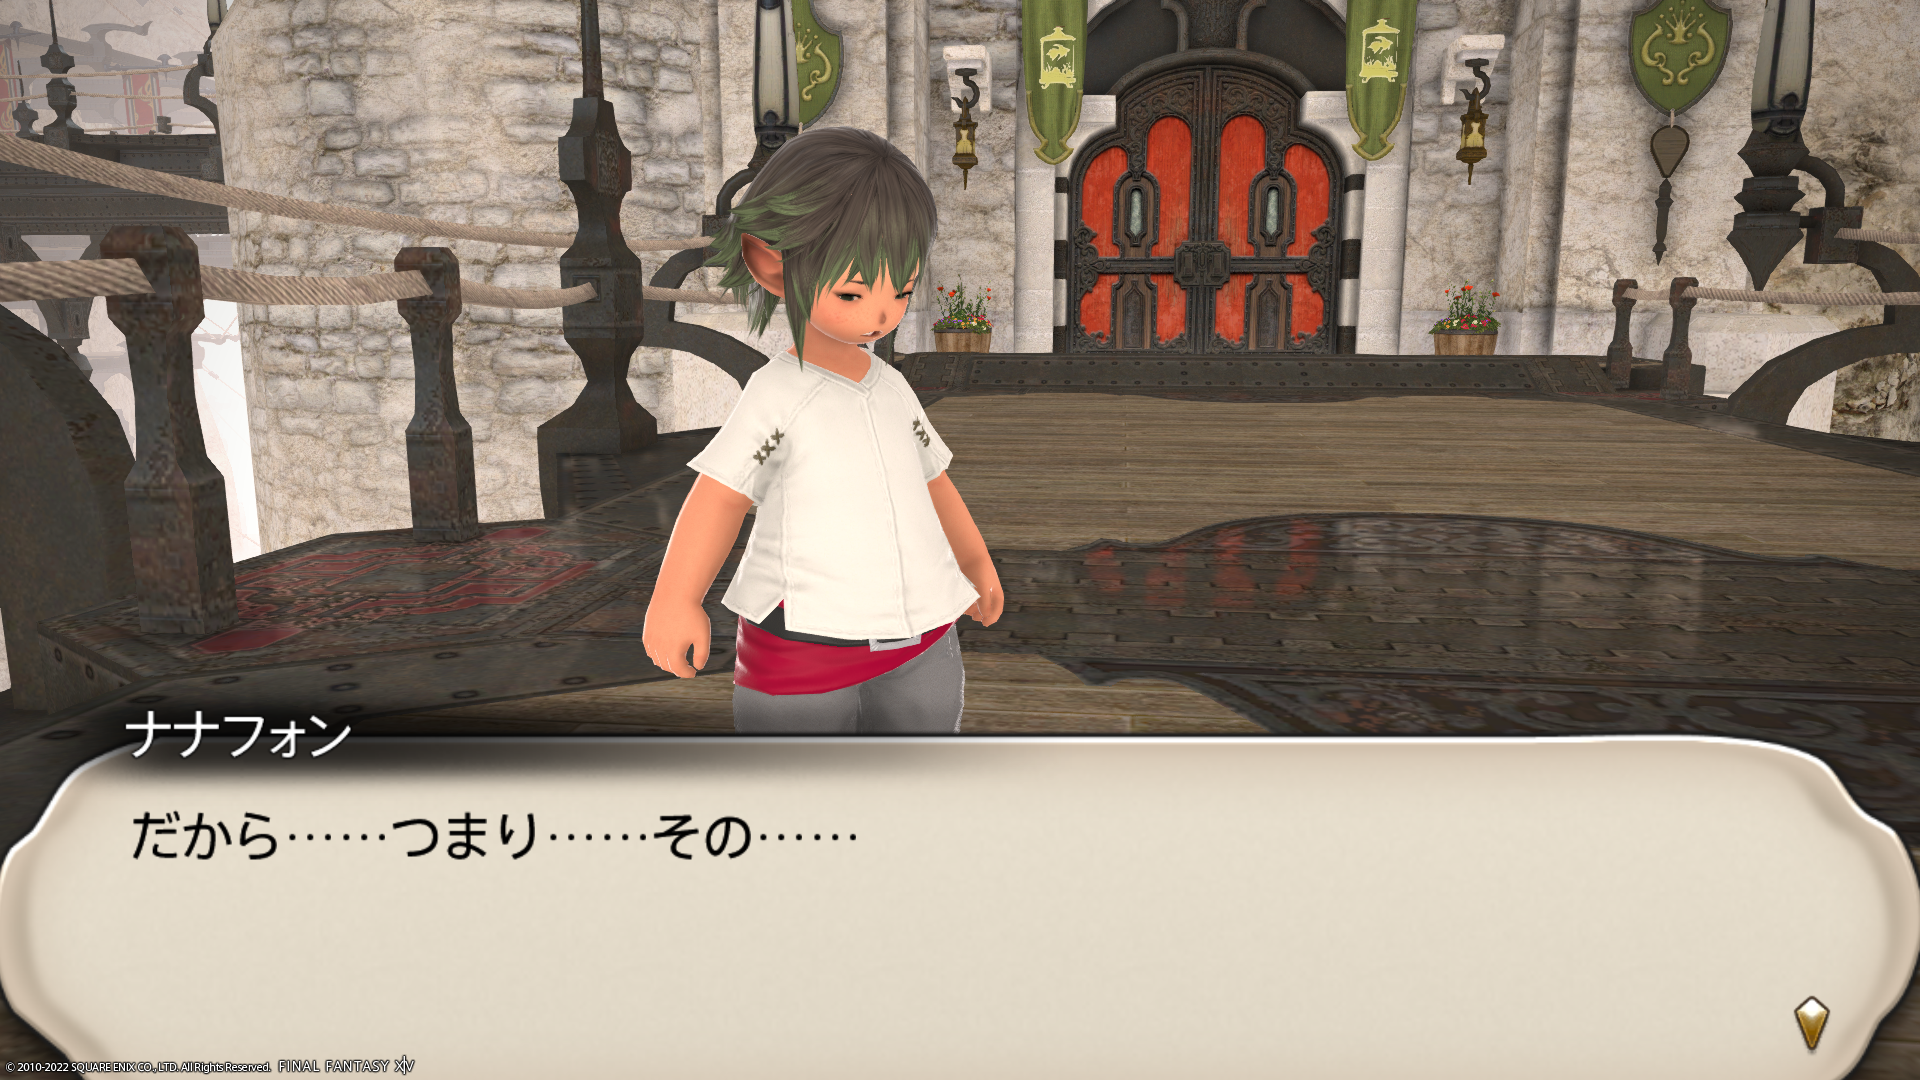 ナナフォン
だから……つまり……その……
© 2010-2022 SQUARE ENIX CO., LTD. All Rights Reserved. FINAL FANTASY XIV